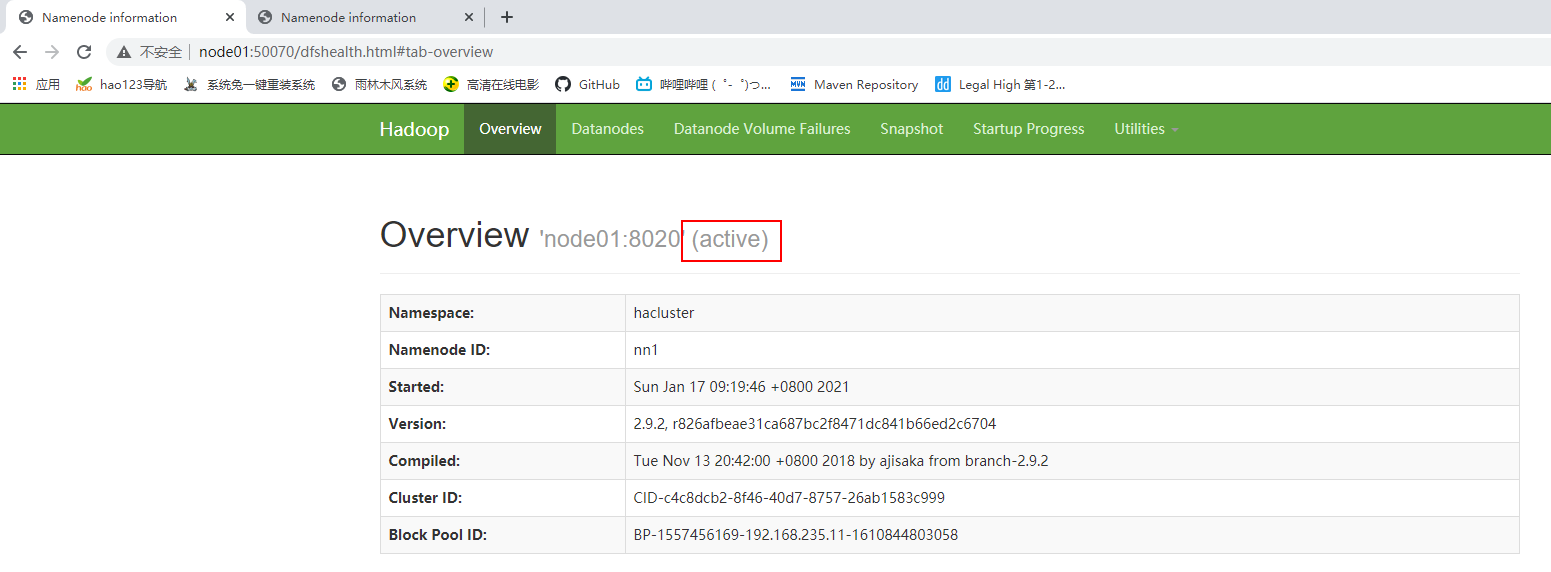 Namenode information Namenode information
不安全 node01:50070/dfshealth.html#tab-overview
应用 hao123导航 系统兔一键重装系统 雨林木风系统 高清在线电影 GitHub 哔哩哔哩 ( ゜- ゜)つ... Maven Repository Legal High 第1-2...
Hadoop Overview Datanodes Datanode Volume Failures Snapshot Startup Progress Utilities
Overview 'node01:8020' (active)
Namespace: hacluster
Namenode ID: nn1
Started: Sun Jan 17 09:19:46 +0800 2021
Version: 2.9.2, r826afbeae31ca687bc2f8471dc841b66ed2c6704
Compiled: Tue Nov 13 20:42:00 +0800 2018 by ajisaka from branch-2.9.2
Cluster ID: CID-c4c8dcb2-8f46-40d7-8757-26ab1583c999
Block Pool ID: BP-1557456169-192.168.235.11-1610844803058